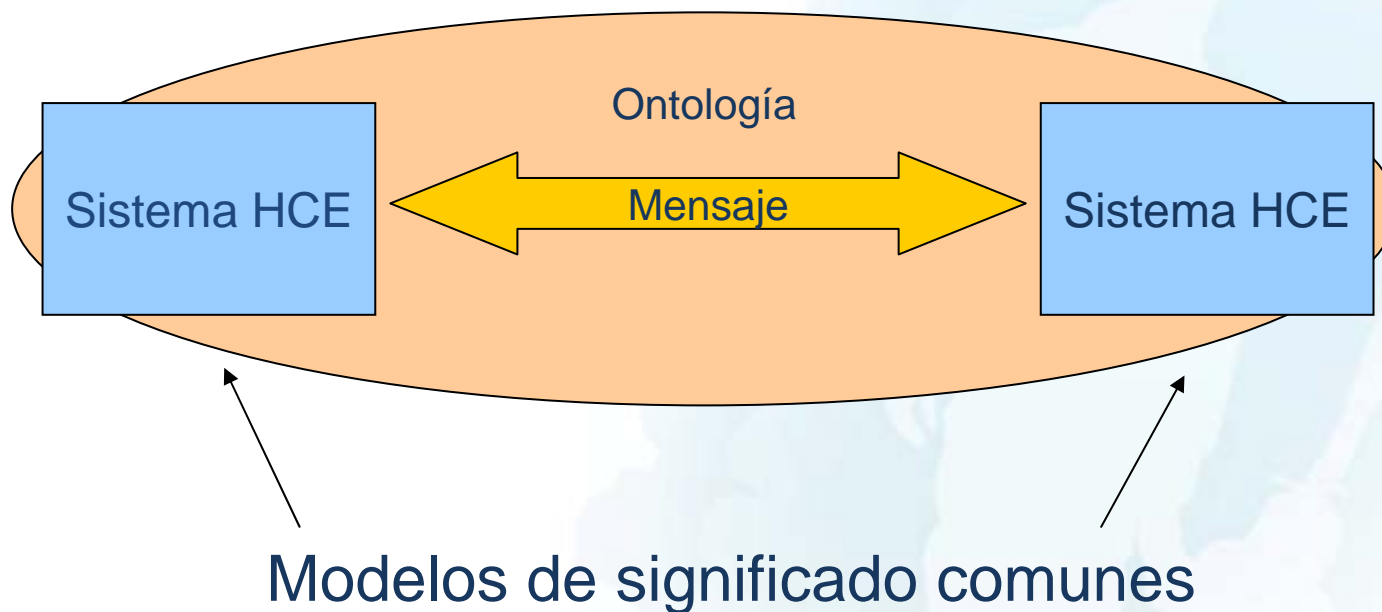 Ontología
Sistema HCE
Mensaje
Sistema HCE
Modelos de significado comunes